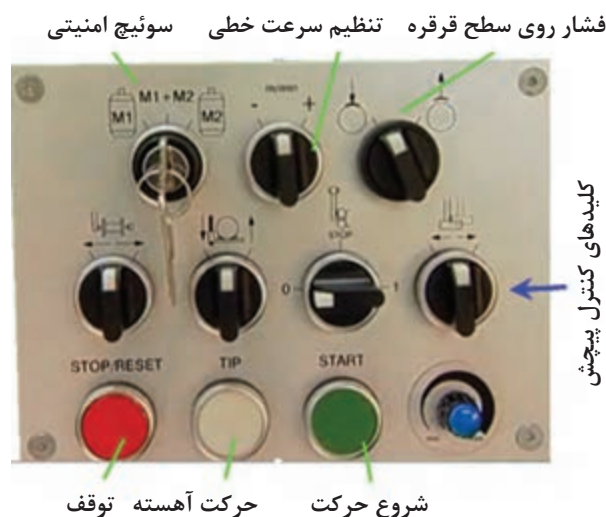 فشار روی سطح قرقره
تنظیم سرعت خطی
سوئیچ امنیتی
M1
M1+M2
M2
-
+
STOP
0
1
کلیدهای کنترل پیچش
STOP/RESET
TIP
START
شروع حرکت
حرکت آهسته
توقف